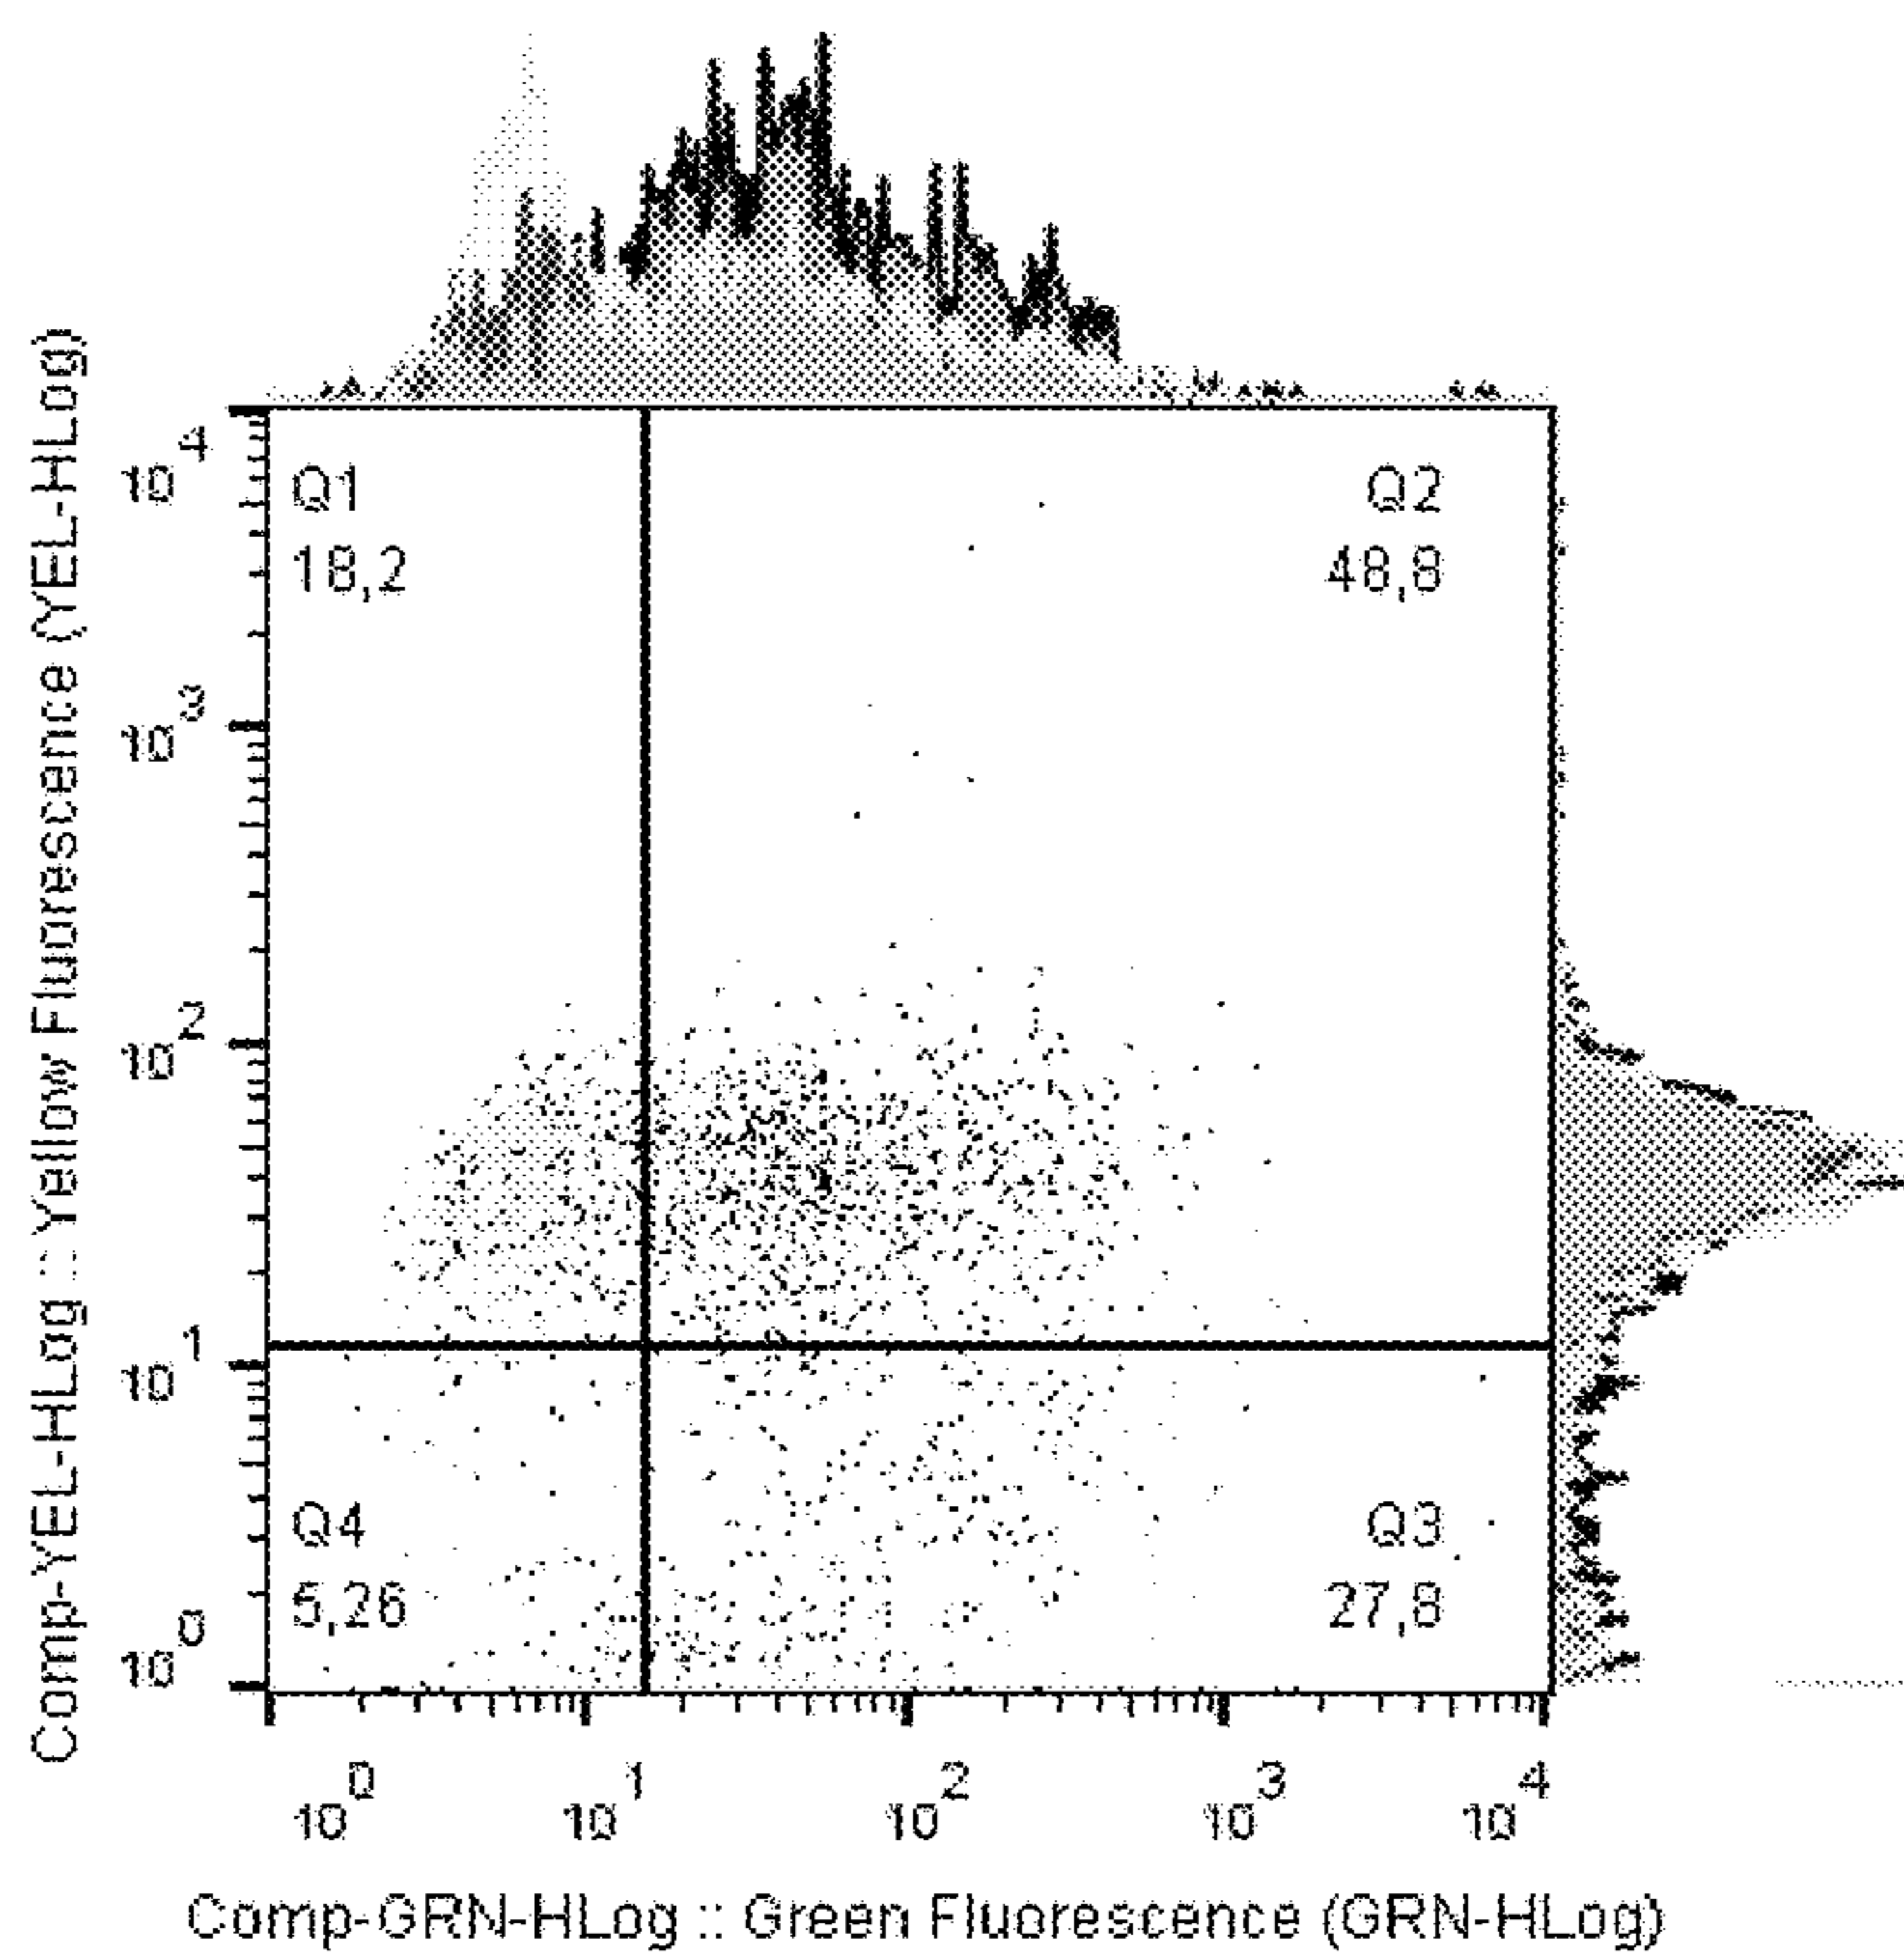 Comp-YEL-HLog :: Yellow Fluorescence (YEL-HLog)
10^4
10^3
10^2
10^1
10^0
Q1
18,2
Q2
48,8
Q4
5,26
Q3
27,8
10^0 10^1 10^2 10^3 10^4
Comp-GRN-HLog :: Green Fluorescence (GRN-HLog)